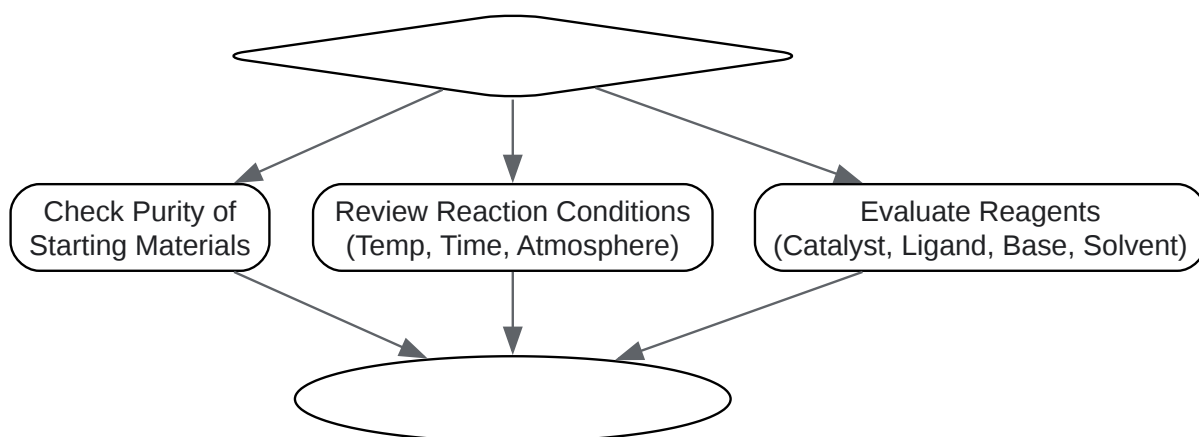 Check Purity of
Starting Materials
Review Reaction Conditions
(Temp, Time, Atmosphere)
Evaluate Reagents
(Catalyst, Ligand, Base, Solvent)